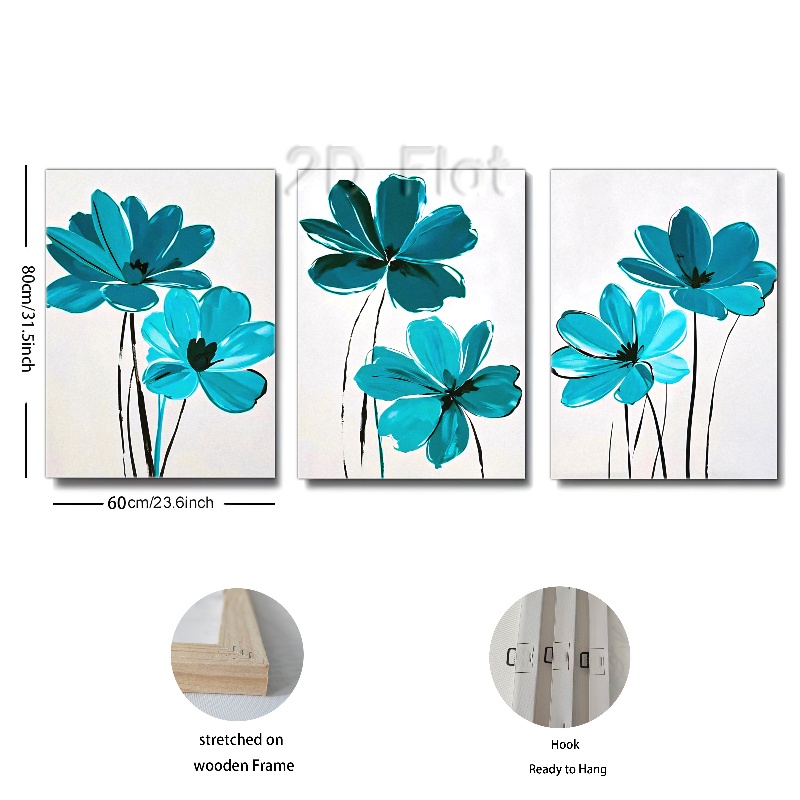 2D Flat
80cm/31.5inch
60cm/23.6inch
stretched on
wooden Frame
Hook
Ready to Hang